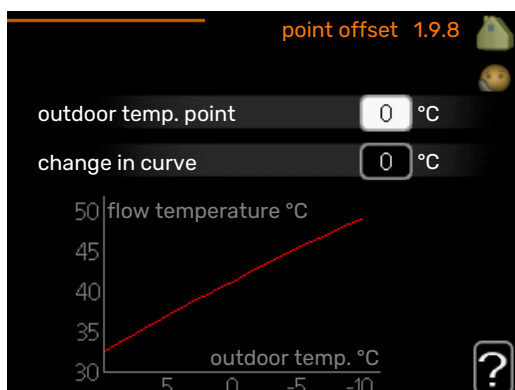 point offset 1.9.8
outdoor temp. point 0 °C
change in curve 0 °C
50 flow temperature °C
45
40
35
outdoor temp. °C
30
5 0 -5 -10
?